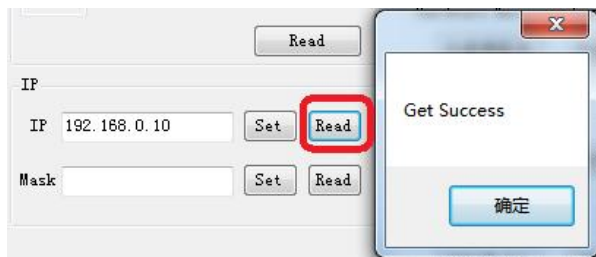 Read
IP
IP 192.168.0.10 Set Read
Mask Set Read
Get Success
确定